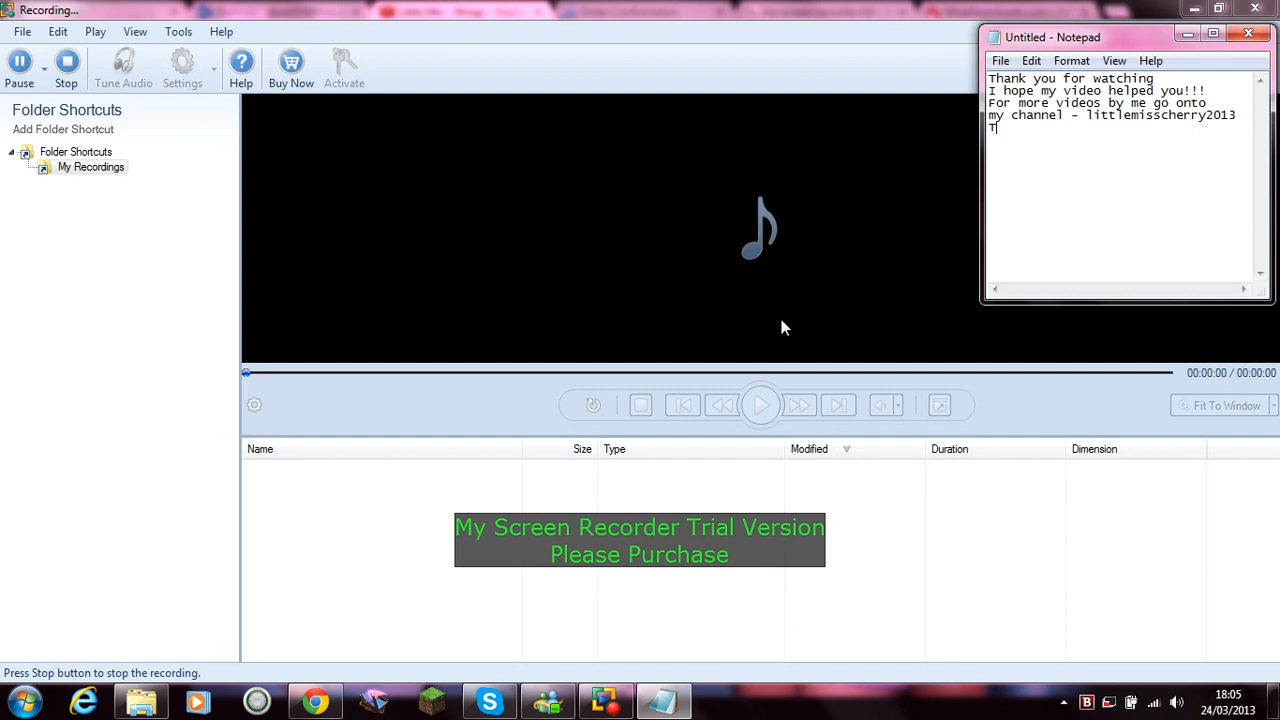 Recording...
File Edit Play View Tools Help
Pause Stop Tune Audio Settings Help Buy Now Activate
Folder Shortcuts
Add Folder Shortcut
Folder Shortcuts
My Recordings
Untitled - Notepad
File Edit Format View Help
Thank you for watching
I hope my video helped you!!!
For more videos by me go onto
my channel - littlemisscherry2013
T
00:00:00 / 00:00:00
Fit To Window
Name Size Type Modified Duration Dimension
My Screen Recorder Trial Version
Please Purchase
Press Stop button to stop the recording.
18:05
24/03/2013